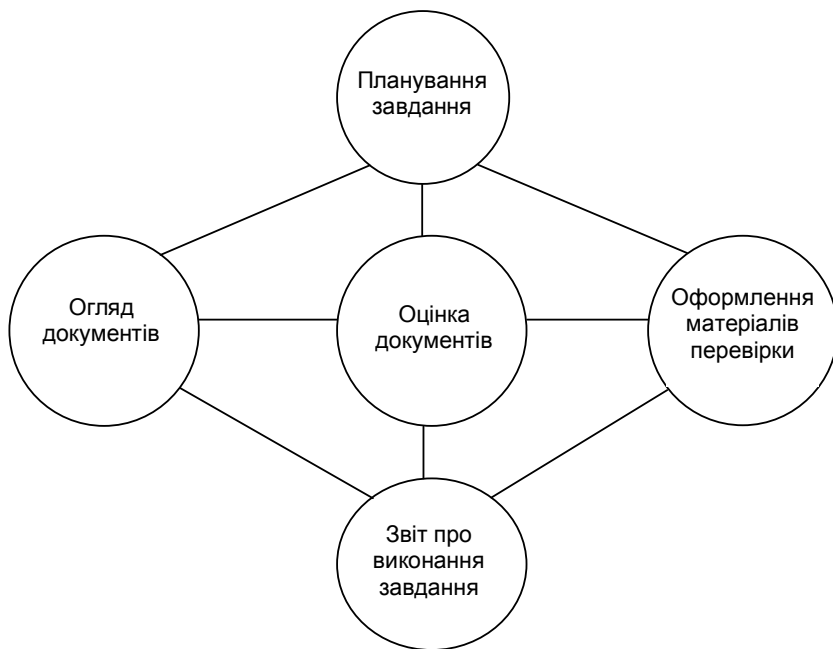 Планування
завдання
Огляд
документів
Оцінка
документів
Оформлення
матеріалів
перевірки
Звіт про
виконання
завдання